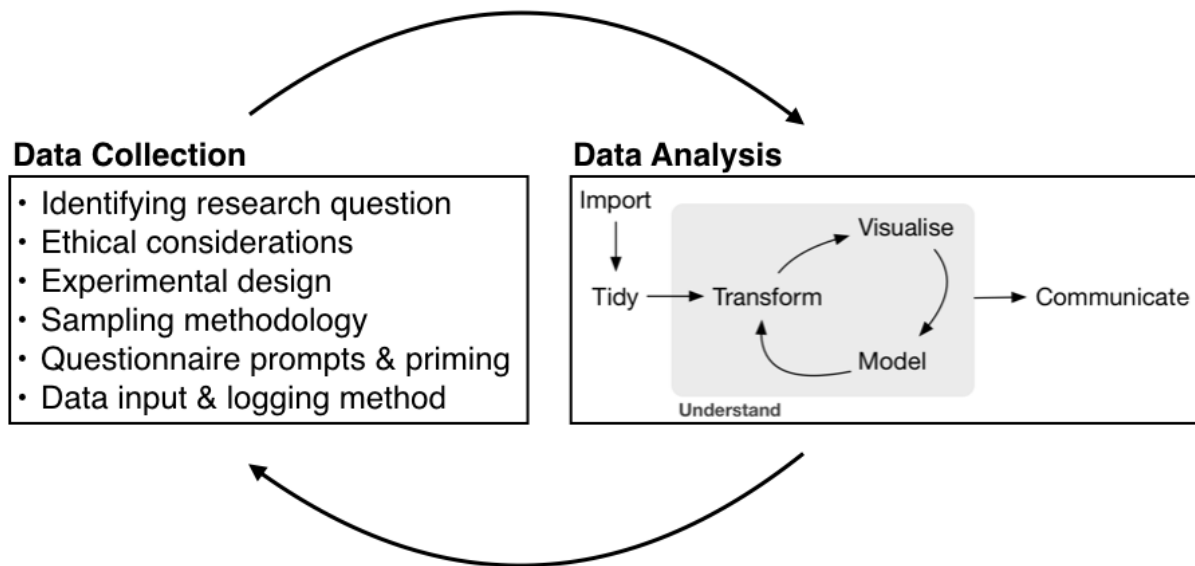 Data Collection
• Identifying research question
• Ethical considerations
• Experimental design
• Sampling methodology
• Questionnaire prompts & priming
• Data input & logging method
Data Analysis
Import
Tidy
Transform
Visualise
Model
Understand
Communicate